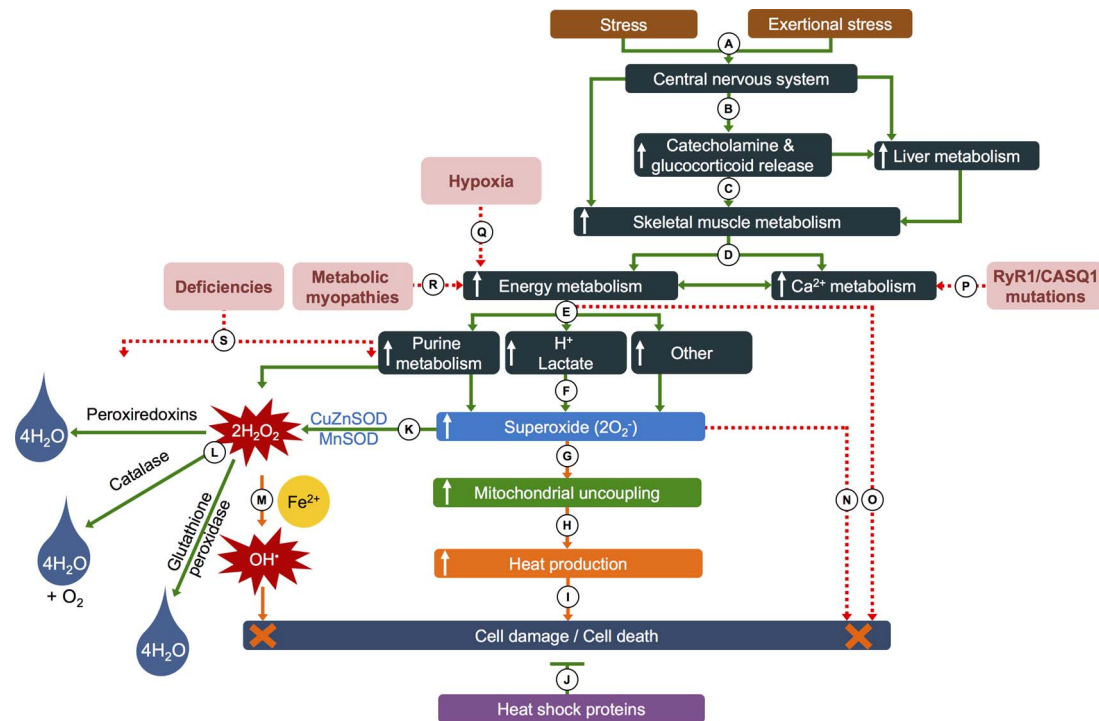 Stress
Exertional stress
A
Central nervous system
B
Catecholamine &
glucocorticoid release
Liver metabolism
C
Hypoxia
Skeletal muscle metabolism
Q
D
Deficiencies
Metabolic
myopathies
R
Energy metabolism
Ca²⁺ metabolism
P
RyR1/CASQ1
mutations
E
S
Purine
metabolism
H⁺
Lactate
Other
F
4H₂O
Peroxiredoxins
2H₂O₂
CuZnSOD
MnSOD
K
Superoxide (2O₂⁻)
L
G
Catalase
Glutathione
peroxidase
M
Fe²⁺
Mitochondrial uncoupling
N
O
H
4H₂O
+ O₂
OH•
Heat production
I
4H₂O
Cell damage / Cell death
J
Heat shock proteins